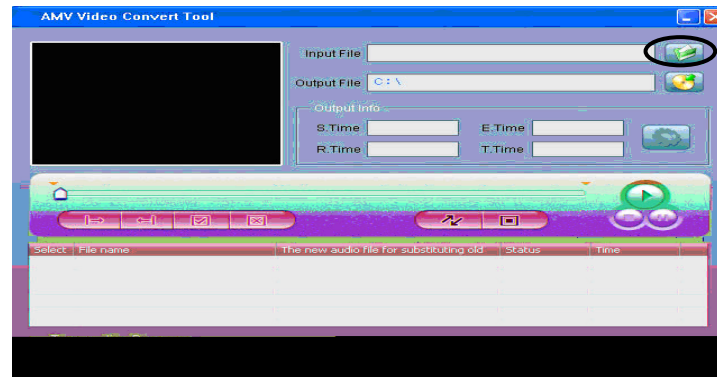 AMV Video Convert Tool
Input File
Output File C:\
Output Info
S.Time E.Time
R.Time T.Time
Select File name The new audio file for substituting old Status Time